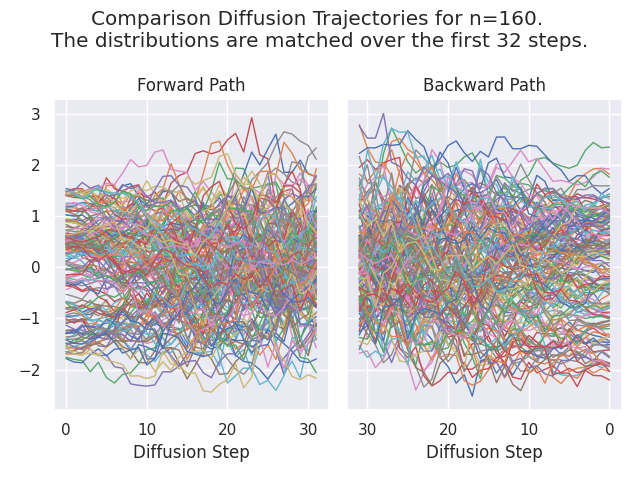 Comparison Diffusion Trajectories for n=160.
The distributions are matched over the first 32 steps.
Forward Path
Backward Path
3
2
1
0
−1
−2
0 10 20 30
30 20 10 0
Diffusion Step
Diffusion Step